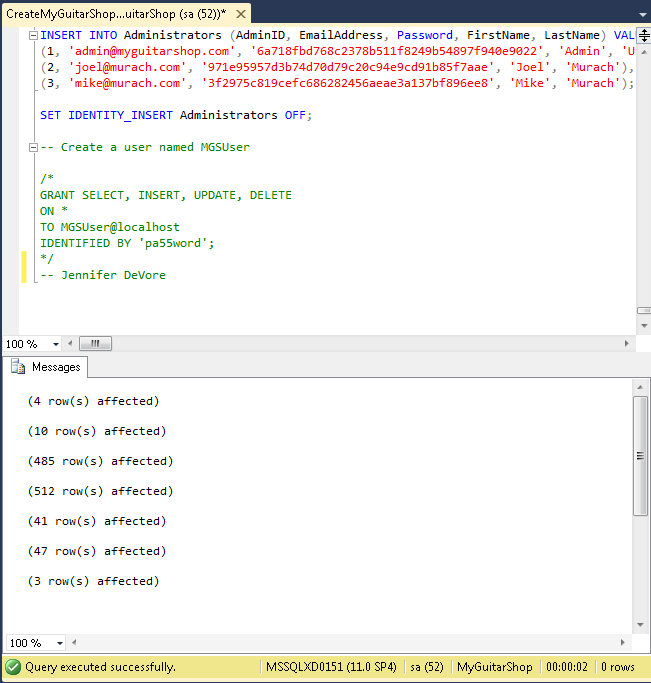 CreateMyGuitarShop...uitarShop (sa (52))*
INSERT INTO Administrators (AdminID, EmailAddress, Password, FirstName, LastName) VAL
(1, 'admin@myguitarshop.com', '6a718fbd768c2378b511f8249b54897f940e9022', 'Admin', 'U
(2, 'joel@murach.com', '971e95957d3b74d70d79c20c94e9cd91b85f7aae', 'Joel', 'Murach'),
(3, 'mike@murach.com', '3f2975c819cefc686282456aeae3a137bf896ee8', 'Mike', 'Murach');
SET IDENTITY_INSERT Administrators OFF;
-- Create a user named MGSUser
/*
GRANT SELECT, INSERT, UPDATE, DELETE
ON *
TO MGSUser@localhost
IDENTIFIED BY 'pa55word';
*/
-- Jennifer DeVore
100 %
Messages
(4 row(s) affected)
(10 row(s) affected)
(485 row(s) affected)
(512 row(s) affected)
(41 row(s) affected)
(47 row(s) affected)
(3 row(s) affected)
100 %
Query executed successfully. MSSQLXD0151 (11.0 SP4) sa (52) MyGuitarShop 00:00:02 0 rows